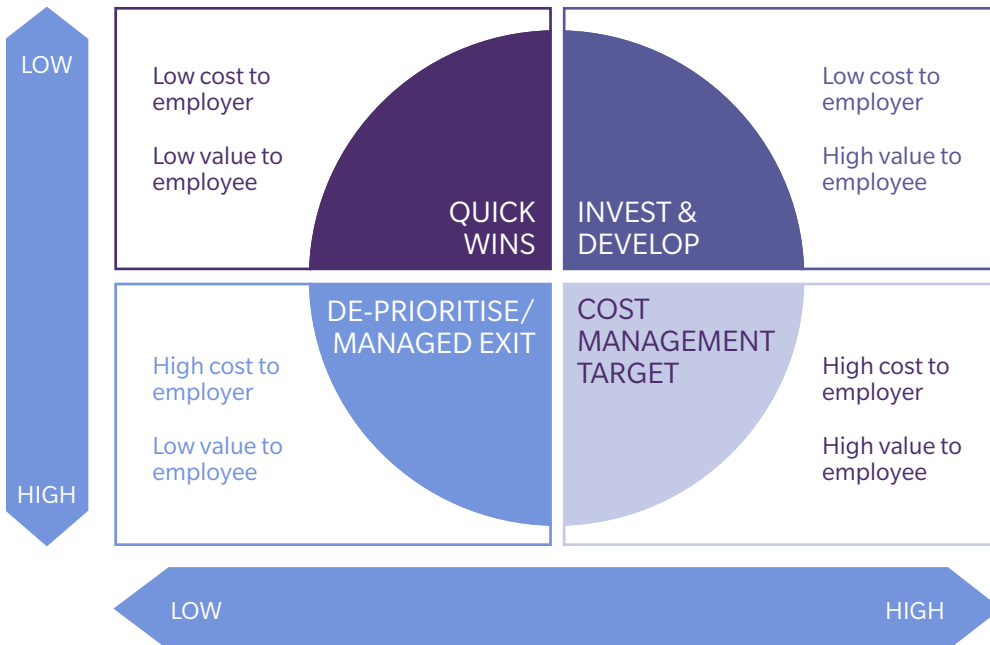 LOW
Low cost to
employer
Low value to
employee
QUICK
WINS
INVEST &
DEVELOP
Low cost to
employer
High value to
employee
High cost to
employer
Low value to
employee
DE-PRIORITISE/
MANAGED EXIT
COST
MANAGEMENT
TARGET
High cost to
employer
High value to
employee
HIGH
LOW
HIGH